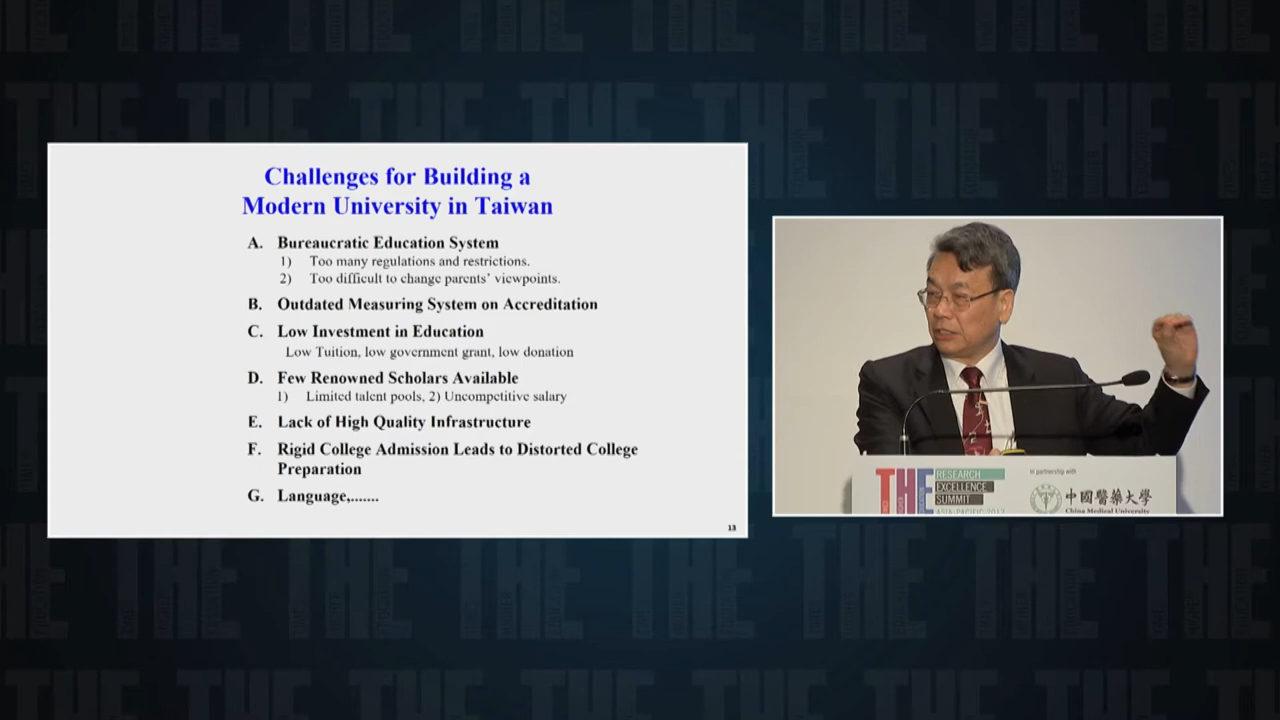 Challenges for Building a
Modern University in Taiwan
A. Bureaucratic Education System
1) Too many regulations and restrictions.
2) Too difficult to change parents' viewpoints.
B. Outdated Measuring System on Accreditation
C. Low Investment in Education
Low Tuition, low government grant, low donation
D. Few Renowned Scholars Available
1) Limited talent pools, 2) Uncompetitive salary
E. Lack of High Quality Infrastructure
F. Rigid College Admission Leads to Distorted College
Preparation
G. Language,.......
13
THE
RESEARCH
EXCELLENCE
SUMMIT
ASIA-PACIFIC 2017
in partnership with
中國醫藥大學
China Medical University